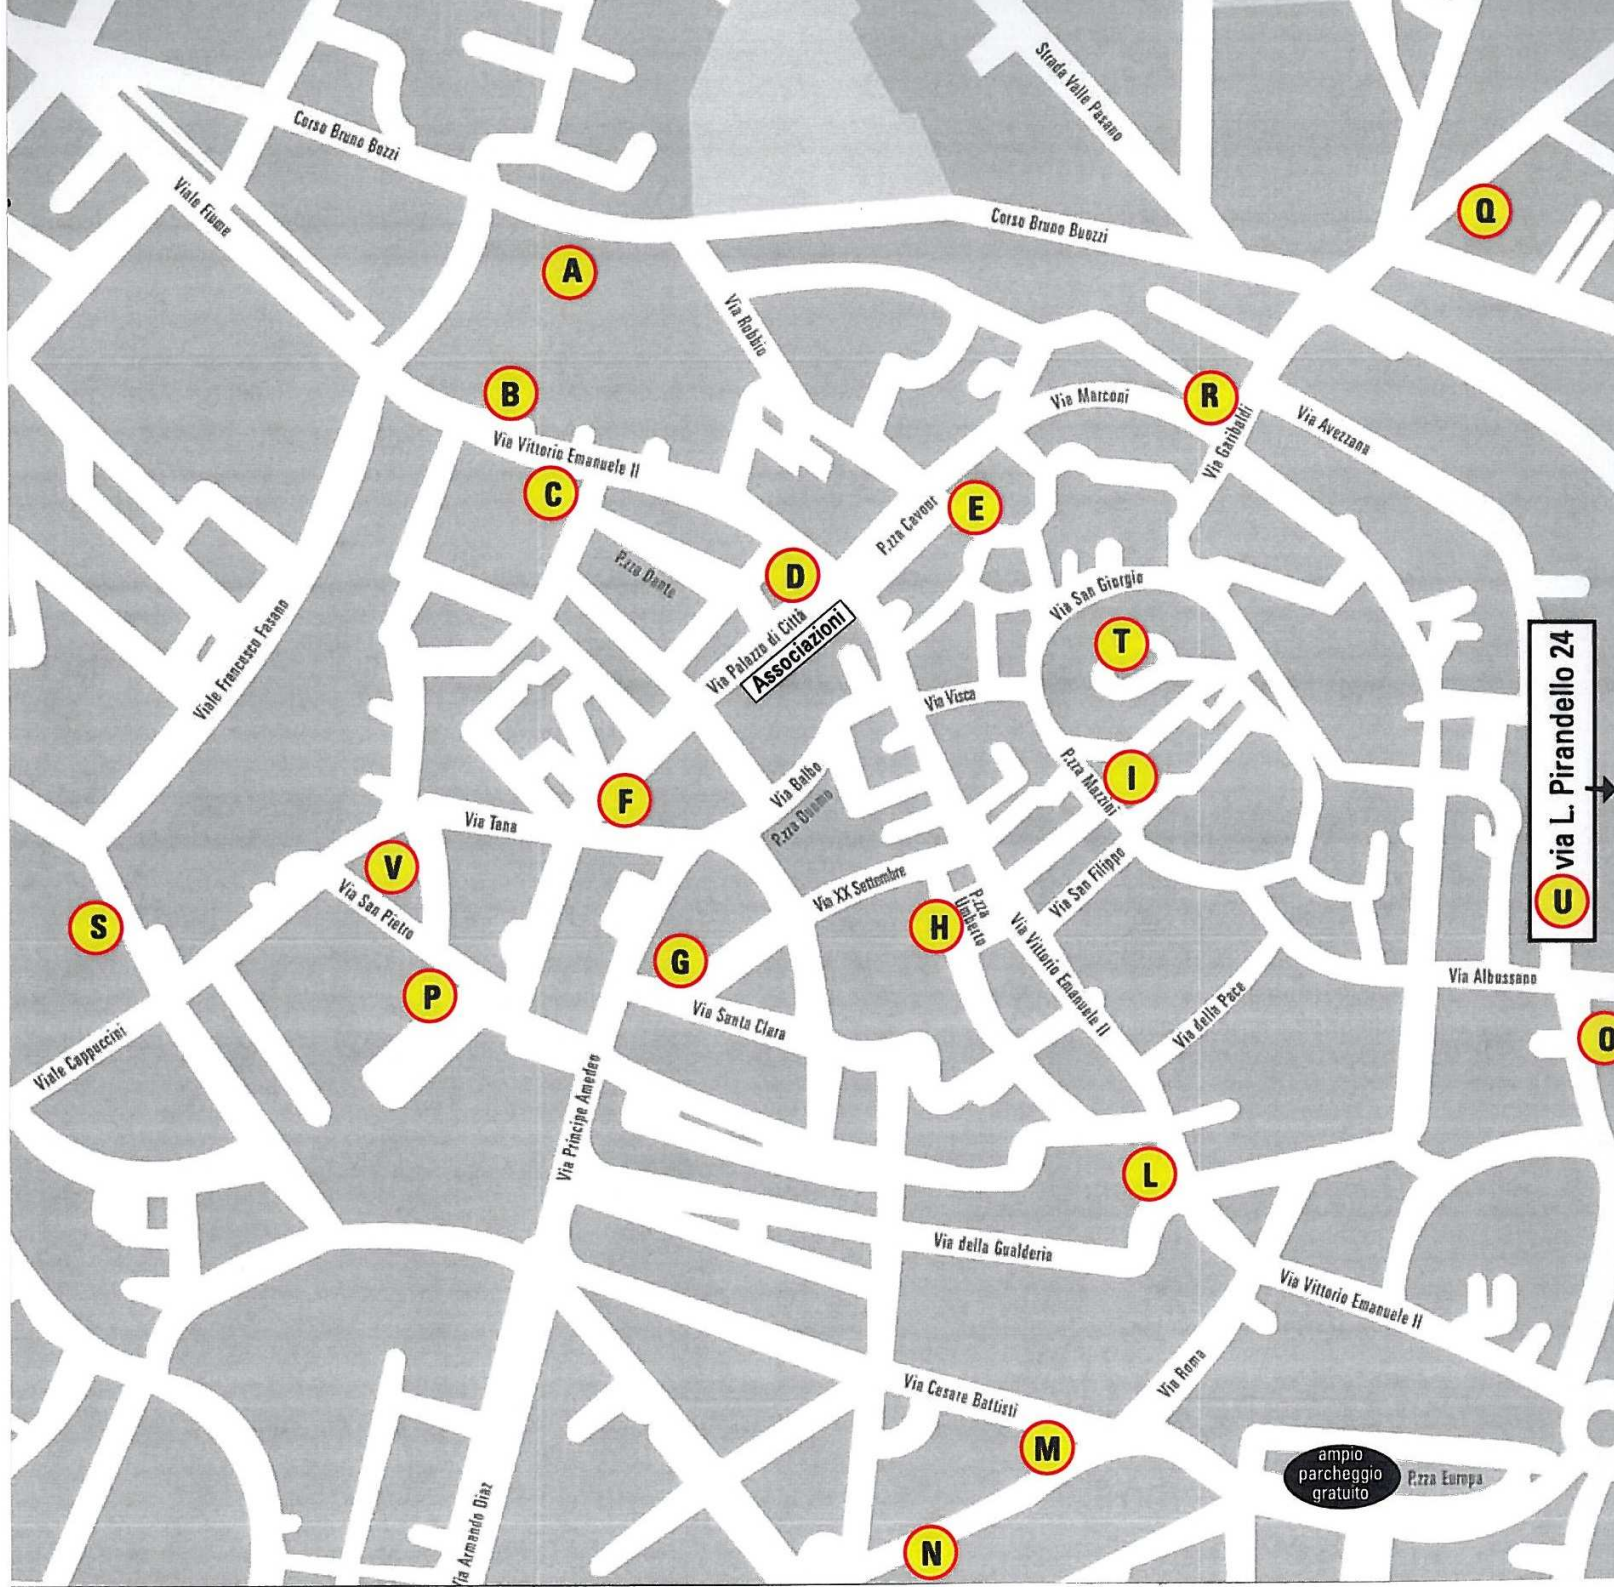 Strada Valle Pasano
Corso Bruno Bozzi
Viale Fiume
Q
Corso Bruno Buozzi
A
Via Robbio
B
Via Marconi
R
Via Garibaldi
Via Avezzana
Via Vittorio Emanuele II
C
P.zza Cavour
E
P.zza Dante
D
Via San Giorgio
Via Palazzo di Città
Associazioni
T
Viale Francesco Fasano
Via Visca
U via L. Pirandello 24
P.zza Mazzini
I
Via Balbo
F
P.zza Duomo
Via Tana
V
Via San Pietro
Via XX Settembre
Via San Filippo
S
H
P.zza
Umberto
Via Vittorio Emanuele II
G
Via Albussano
P
Via Santa Clara
Via della Pace
O
Viale Cappuccini
Via Principe Amedeo
L
Via della Gualderia
Via Vittorio Emanuele II
Via Roma
Via Cesare Battisti
M
ampio
parcheggio
gratuito
P.zza Europa
Via Armando Diaz
N